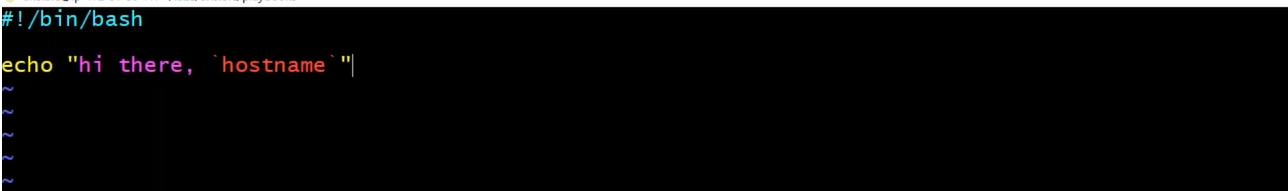 #!/bin/bash
echo "hi there, `hostname`"
~
~
~
~
~